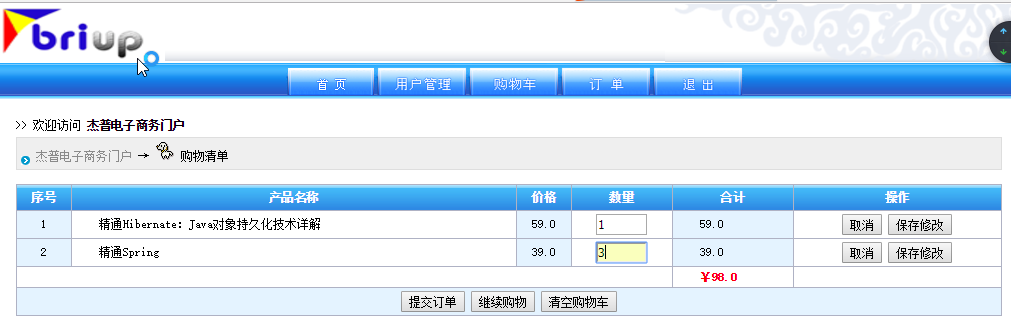 briup
首 页 用户管理 购物车 订 单 退 出
>> 欢迎访问 杰普电子商务门户
杰普电子商务门户 → 购物清单
序号 产品名称 价格 数量 合计 操作
1 精通Hibernate: Java对象持久化技术详解 59.0 1 59.0 取消 保存修改
2 精通Spring 39.0 3 39.0 取消 保存修改
¥98.0
提交订单 继续购物 清空购物车